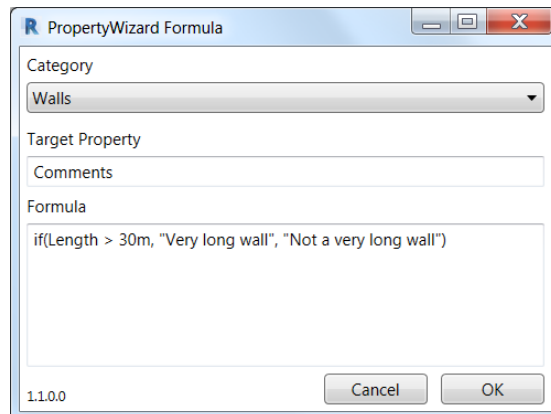 R PropertyWizard Formula
Category
Walls
Target Property
Comments
Formula
if(Length > 30m, "Very long wall", "Not a very long wall")
1.1.0.0
Cancel
OK